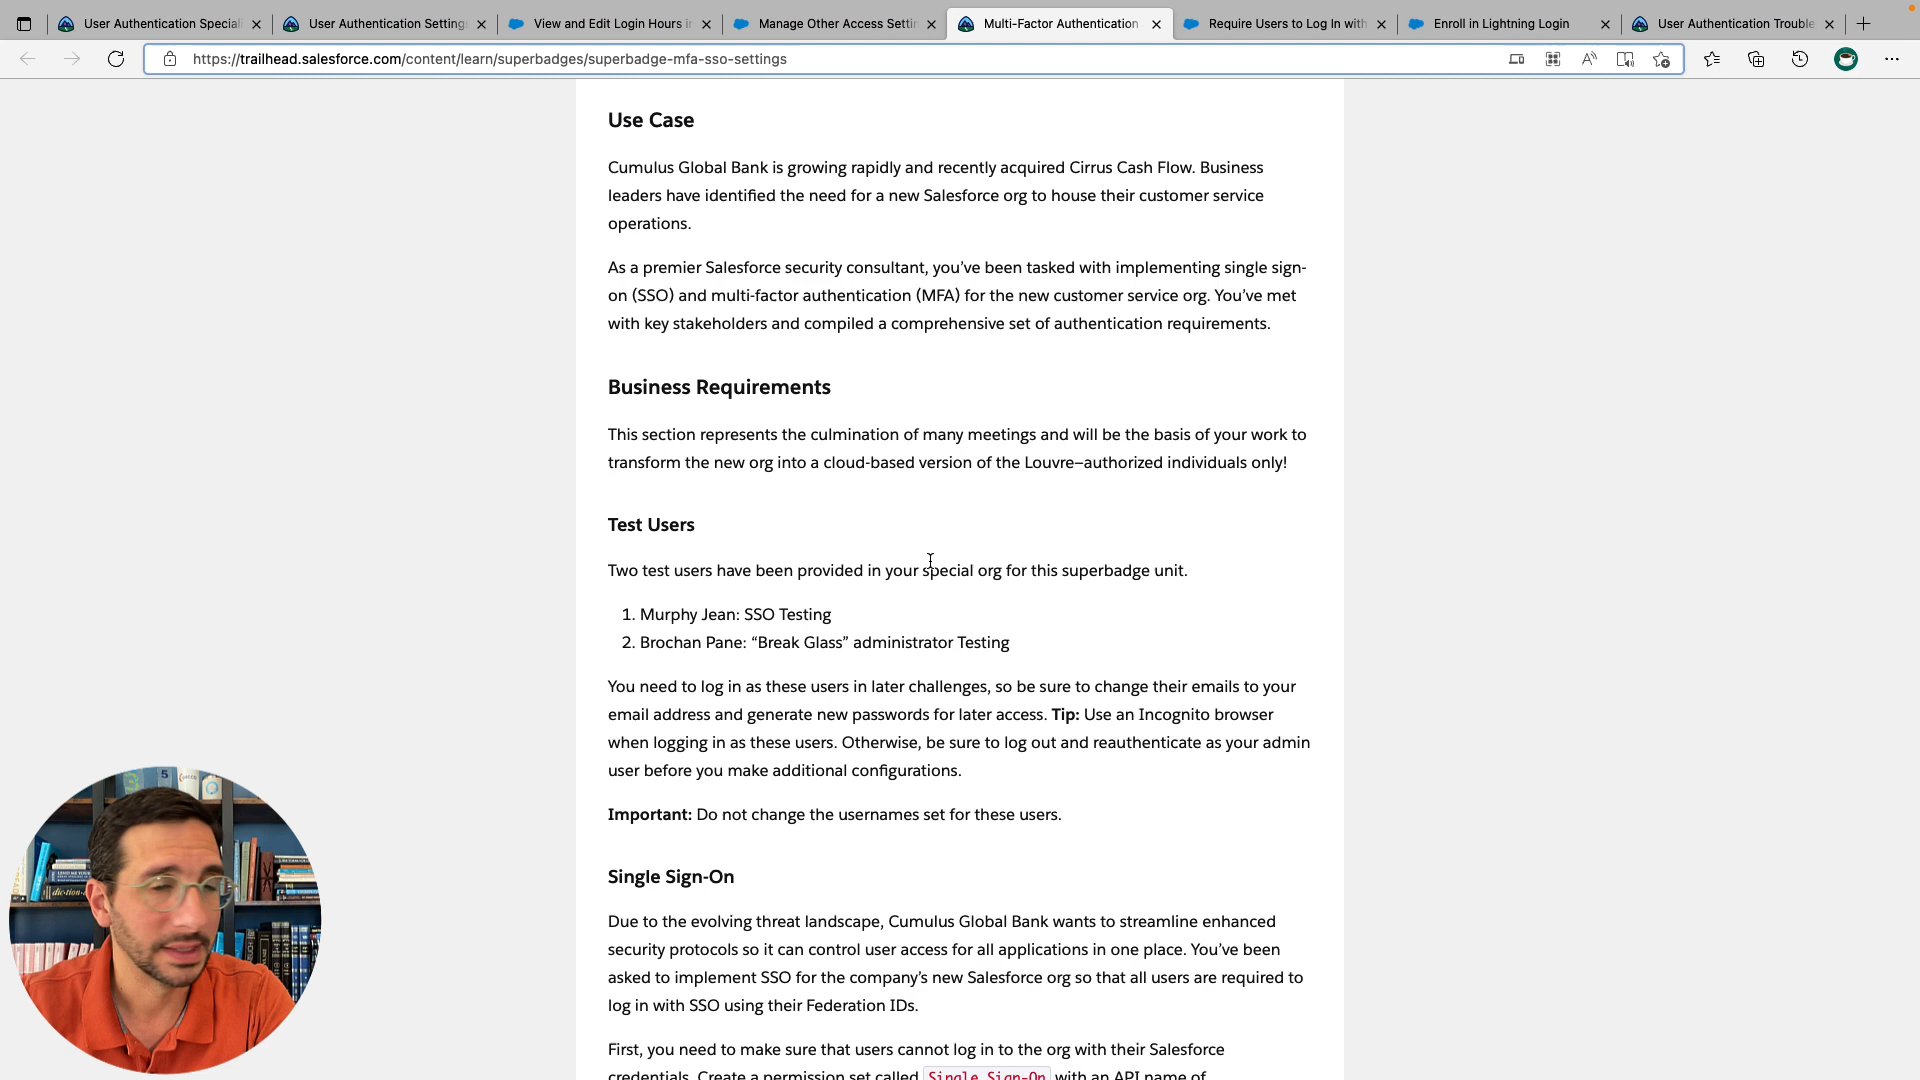 User Authentication Speciali
User Authentication Setting
View and Edit Login Hours i
Manage Other Access Settin
Multi-Factor Authentication
Require Users to Log In with
Enroll in Lightning Login
User Authentication Trouble
https://trailhead.salesforce.com/content/learn/superbadges/superbadge-mfa-sso-settings
Use Case
Cumulus Global Bank is growing rapidly and recently acquired Cirrus Cash Flow. Business
leaders have identified the need for a new Salesforce org to house their customer service
operations.
As a premier Salesforce security consultant, you’ve been tasked with implementing single sign-
on (SSO) and multi-factor authentication (MFA) for the new customer service org. You’ve met
with key stakeholders and compiled a comprehensive set of authentication requirements.
Business Requirements
This section represents the culmination of many meetings and will be the basis of your work to
transform the new org into a cloud-based version of the Louvre—authorized individuals only!
Test Users
Two test users have been provided in your special org for this superbadge unit.
1. Murphy Jean: SSO Testing
2. Brochan Pane: “Break Glass” administrator Testing
You need to log in as these users in later challenges, so be sure to change their emails to your
email address and generate new passwords for later access. Tip: Use an Incognito browser
when logging in as these users. Otherwise, be sure to log out and reauthenticate as your admin
user before you make additional configurations.
Important: Do not change the usernames set for these users.
Single Sign-On
Due to the evolving threat landscape, Cumulus Global Bank wants to streamline enhanced
security protocols so it can control user access for all applications in one place. You’ve been
asked to implement SSO for the company’s new Salesforce org so that all users are required to
log in with SSO using their Federation IDs.
First, you need to make sure that users cannot log in to the org with their Salesforce
credentials. Create a permission set called Single Sign-On with an API name of